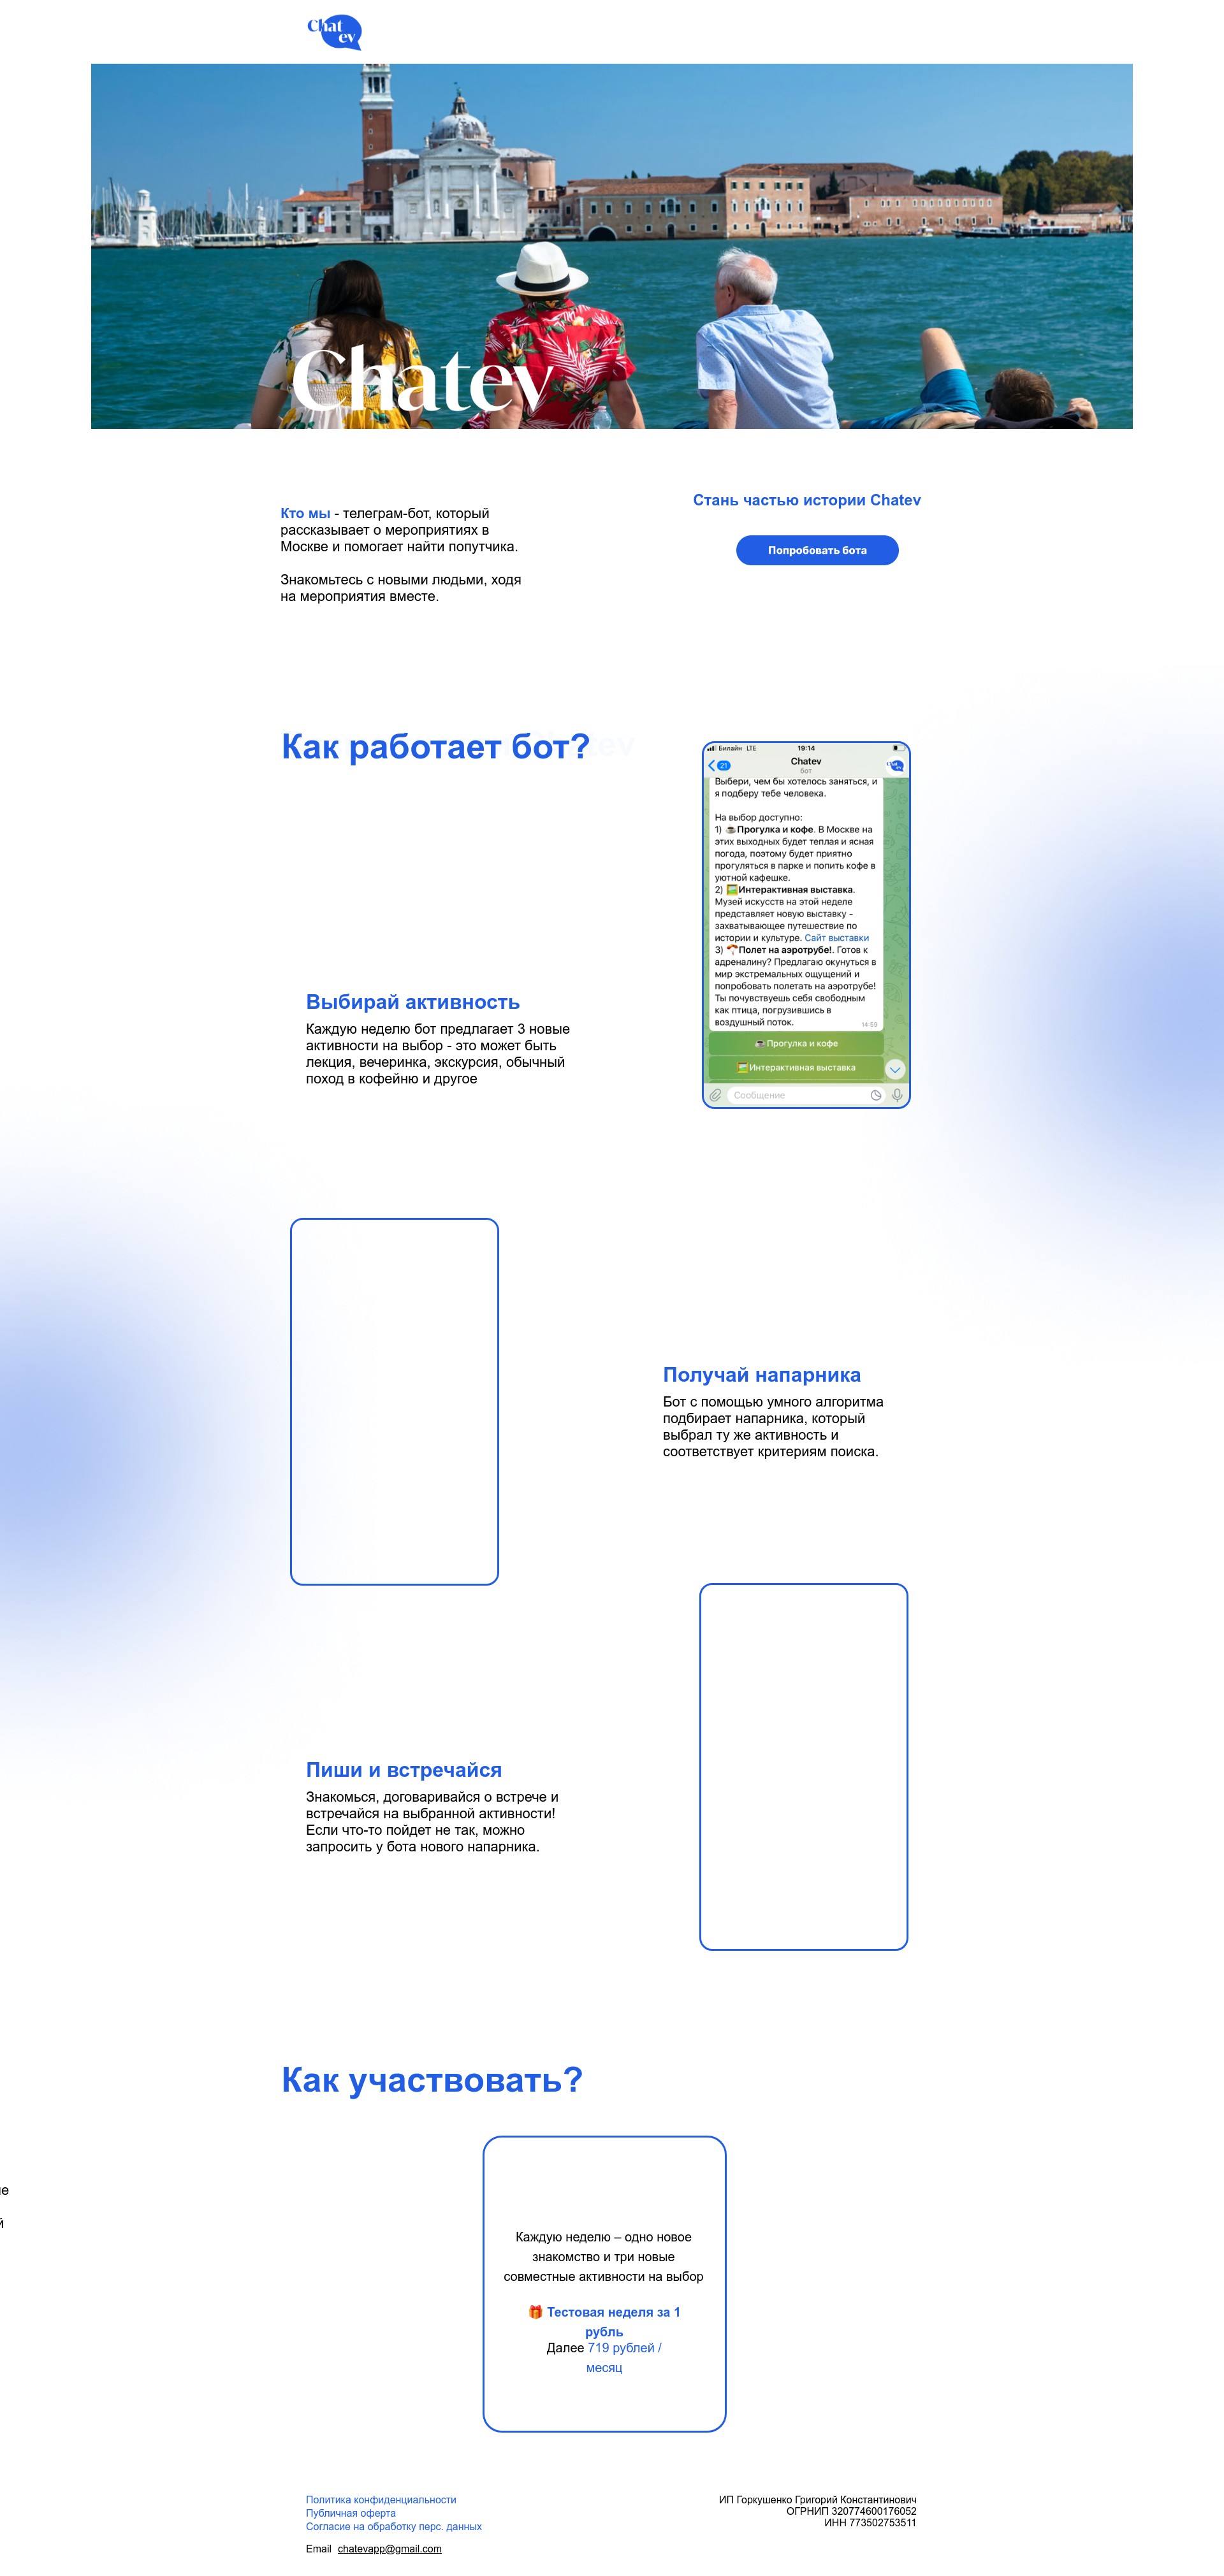 Chat
ev
Chatev
Кто мы - телеграм-бот, который
рассказывает о мероприятиях в
Москве и помогает найти попутчика.
Знакомьтесь с новыми людьми, ходя
на мероприятия вместе.
Стань частью истории Chatev
Попробовать бота
Как работает бот?
Билайн LTE 19:14
21 Chatev
бот
Выбери, чем бы хотелось заняться, и
я подберу тебе человека.
На выбор доступно:
1) ☕Прогулка и кофе. В Москве на
этих выходных будет теплая и ясная
погода, поэтому будет приятно
прогуляться в парке и попить кофе в
уютной кафешке.
2) 🖼️Интерактивная выставка.
Музей искусств на этой неделе
представляет новую выставку -
захватывающее путешествие по
истории и культуре. Сайт выставки
3) 🪂Полет на аэротрубе!. Готов к
адреналину? Предлагаю окунуться в
мир экстремальных ощущений и
попробовать полетать на аэротрубе!
Ты почувствуешь себя свободным
как птица, погрузившись в
воздушный поток.
14:59
☕Прогулка и кофе
🖼️Интерактивная выставка
Сообщение
Выбирай активность
Каждую неделю бот предлагает 3 новые
активности на выбор - это может быть
лекция, вечеринка, экскурсия, обычный
поход в кофейню и другое
Получай напарника
Бот с помощью умного алгоритма
подбирает напарника, который
выбрал ту же активность и
соответствует критериям поиска.
Пиши и встречайся
Знакомься, договаривайся о встрече и
встречайся на выбранной активности!
Если что-то пойдет не так, можно
запросить у бота нового напарника.
Как участвовать?
Каждую неделю – одно новое
знакомство и три новые
совместные активности на выбор
🎁 Тестовая неделя за 1
рубль
Далее 719 рублей /
месяц
Политика конфиденциальности
Публичная оферта
Согласие на обработку перс. данных
Email chatevapp@gmail.com
ИП Горкушенко Григорий Константинович
ОГРНИП 320774600176052
ИНН 773502753511